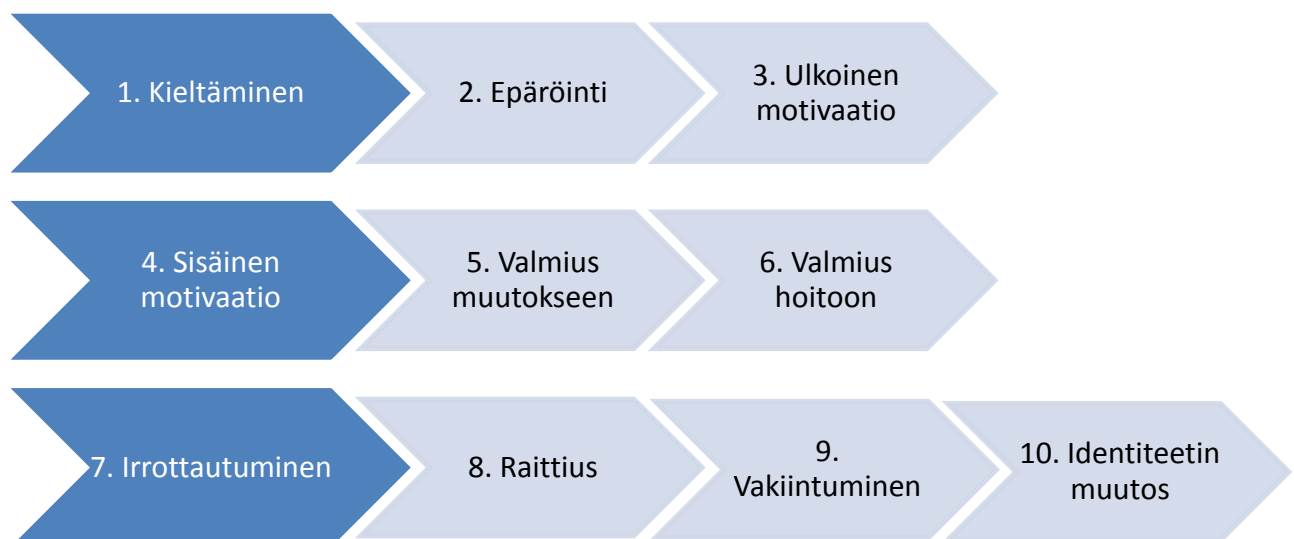 1. Kieltäminen
2. Epäröinti
3. Ulkoinen
motivaatio
4. Sisäinen
motivaatio
5. Valmius
muutokseen
6. Valmius
hoitoon
7. Irrottautuminen
8. Raittius
9.
Vakiintuminen
10. Identiteetin
muutos